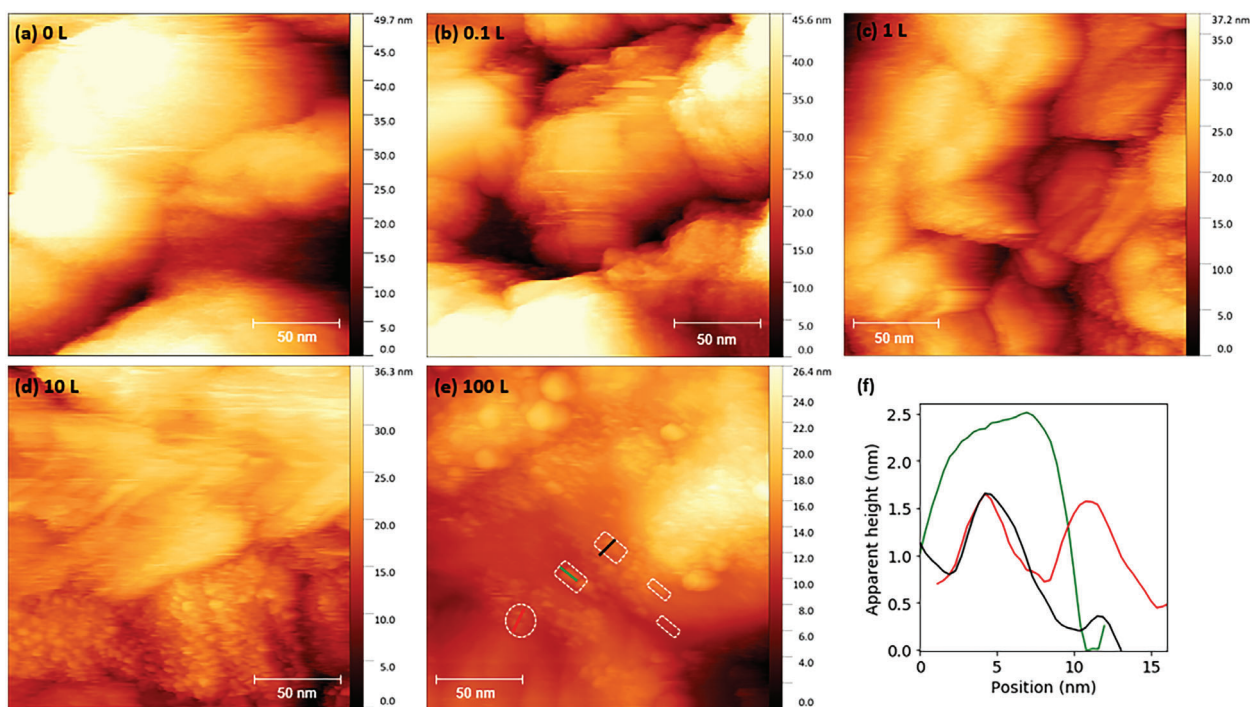 (a) 0 L
49.7 nm
45.0
40.0
35.0
30.0
25.0
20.0
15.0
10.0
5.0
0.0
50 nm
(b) 0.1 L
45.6 nm
40.0
35.0
30.0
25.0
20.0
15.0
10.0
5.0
0.0
50 nm
(c) 1 L
37.2 nm
35.0
30.0
25.0
20.0
15.0
10.0
5.0
0.0
50 nm
(d) 10 L
36.3 nm
30.0
25.0
20.0
15.0
10.0
5.0
0.0
50 nm
(e) 100 L
26.4 nm
24.0
22.0
20.0
18.0
16.0
14.0
12.0
10.0
8.0
6.0
4.0
0.0
50 nm
(f)
Apparent height (nm)
2.5
2.0
1.5
1.0
0.5
0.0
0 5 10 15
Position (nm)